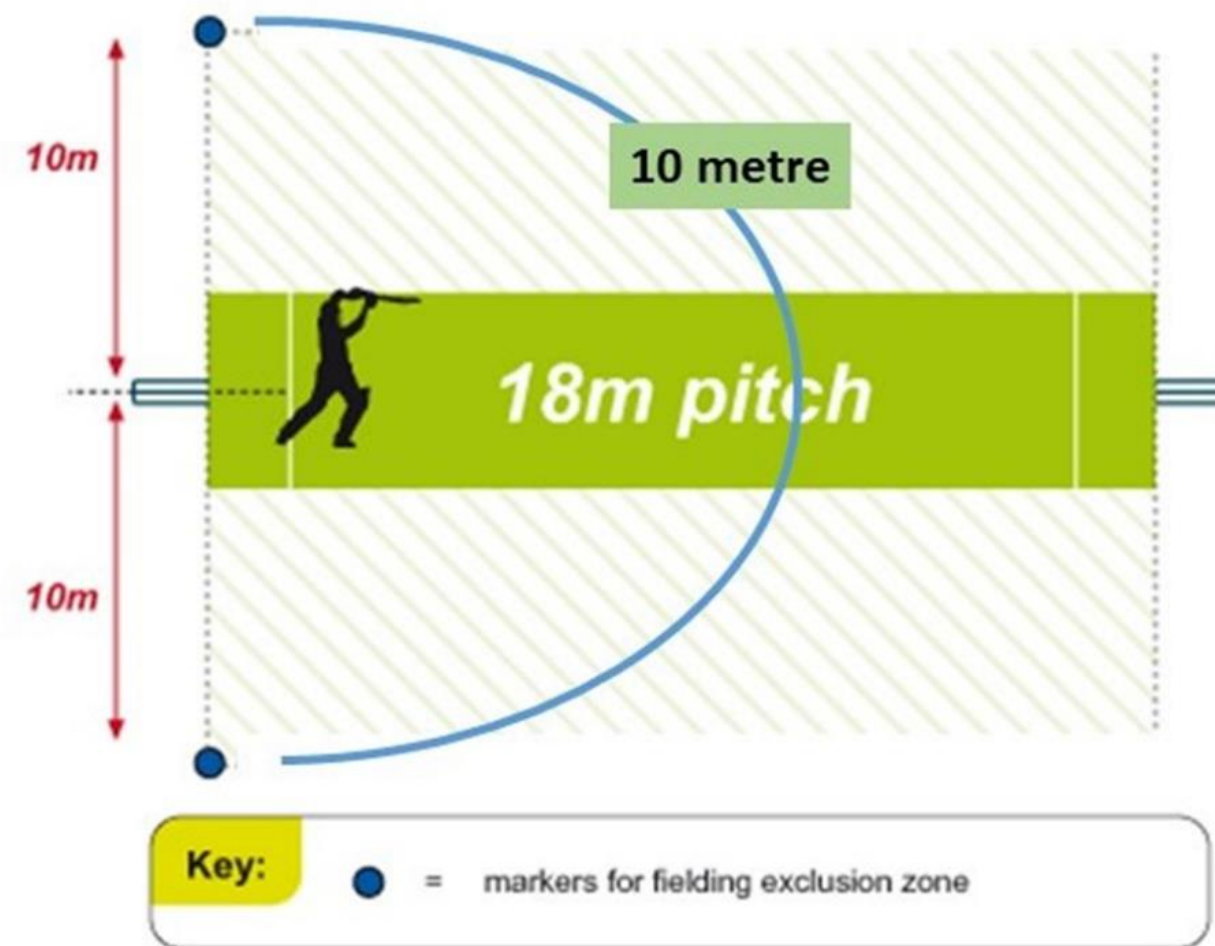 10m
10 metre
18m pitch
10m
Key:
= markers for fielding exclusion zone